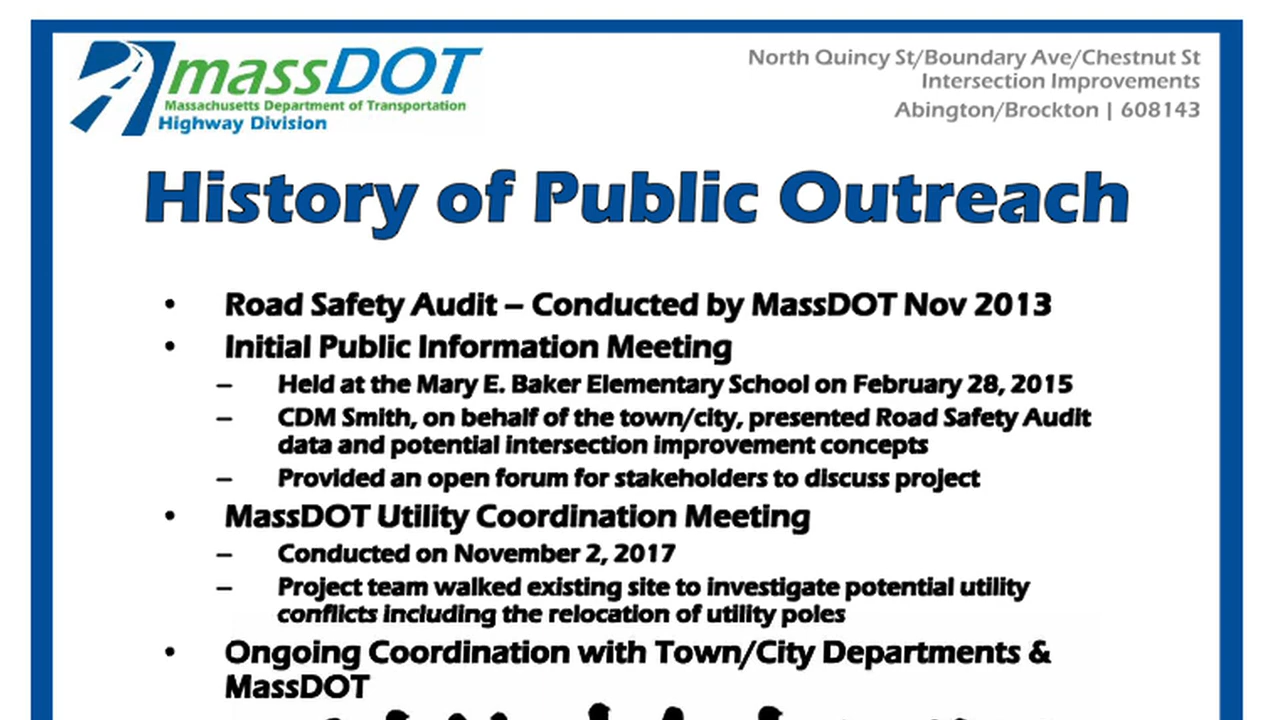 massDOT
Massachusetts Department of Transportation
Highway Division
North Quincy St/Boundary Ave/Chestnut St
Intersection Improvements
Abington/Brockton | 608143
History of Public Outreach
• Road Safety Audit – Conducted by MassDOT Nov 2013
• Initial Public Information Meeting
– Held at the Mary E. Baker Elementary School on February 28, 2015
– CDM Smith, on behalf of the town/city, presented Road Safety Audit
data and potential intersection improvement concepts
– Provided an open forum for stakeholders to discuss project
• MassDOT Utility Coordination Meeting
– Conducted on November 2, 2017
– Project team walked existing site to investigate potential utility
conflicts including the relocation of utility poles
• Ongoing Coordination with Town/City Departments &
MassDOT